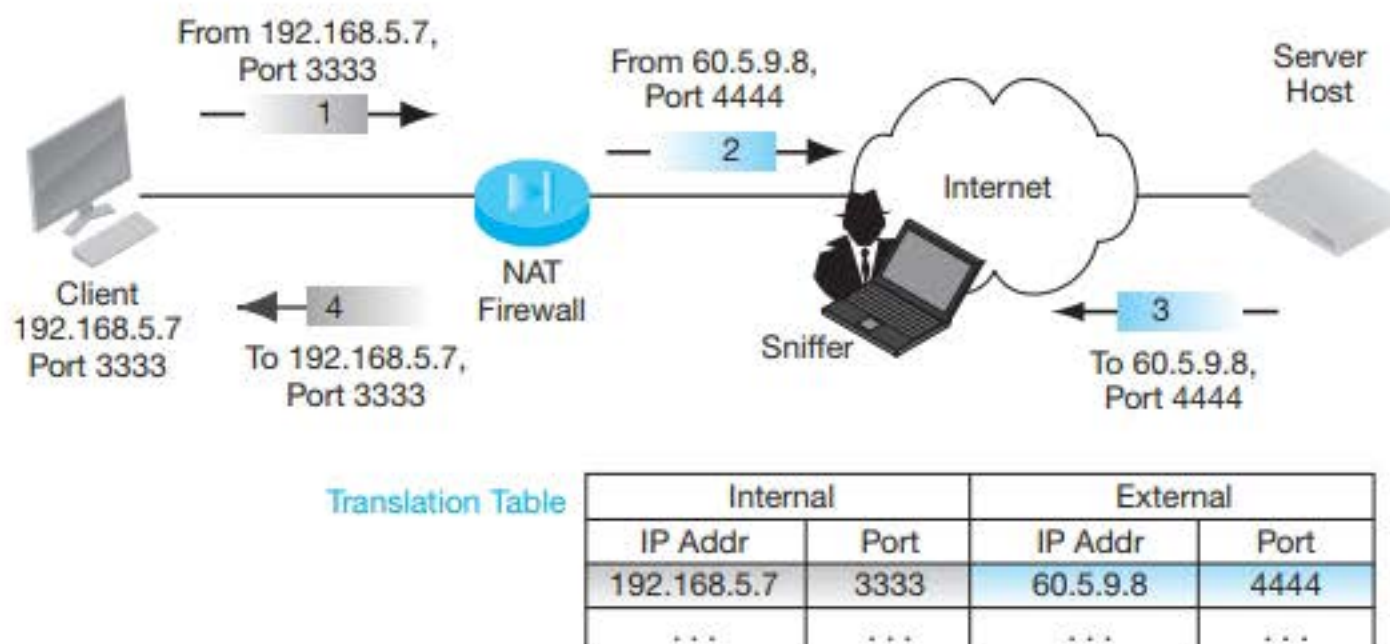 From 192.168.5.7,
Port 3333
1
From 60.5.9.8,
Port 4444
2
Server
Host
Internet
NAT
Firewall
Client
192.168.5.7
Port 3333
4
To 192.168.5.7,
Port 3333
Sniffer
3
To 60.5.9.8,
Port 4444
Translation Table
Internal External
IP Addr Port IP Addr Port
192.168.5.7 3333 60.5.9.8 4444
. . . . . . . . . . . .